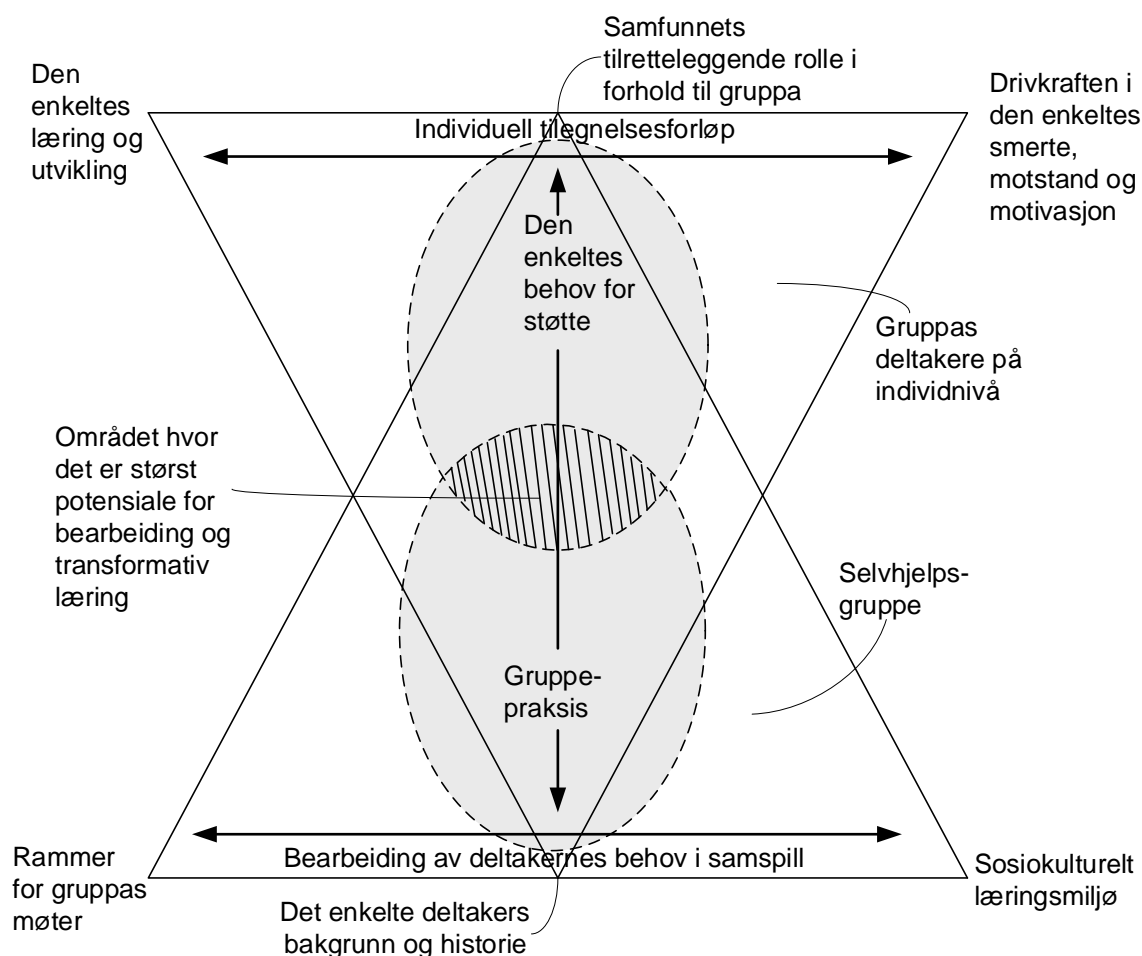 Samfunnets
tilretteleggende rolle i
forhold til gruppa
Den
enkeltes
læring og
utvikling
Drivkraften i
den enkeltes
smerte,
motstand og
motivasjon
Individuell tilegnelsesforløp
Den
enkeltes
behov for
støtte
Gruppas
deltakere på
individnivå
Området hvor
det er størst
potensiale for
bearbeiding og
transformativ
læring
Selvhjelps-
gruppe
Gruppe-
praksis
Bearbeiding av deltakernes behov i samspill
Rammer
for gruppas
møter
Sosiokulturelt
læringsmiljø
Det enkelte deltakers
bakgrunn og historie